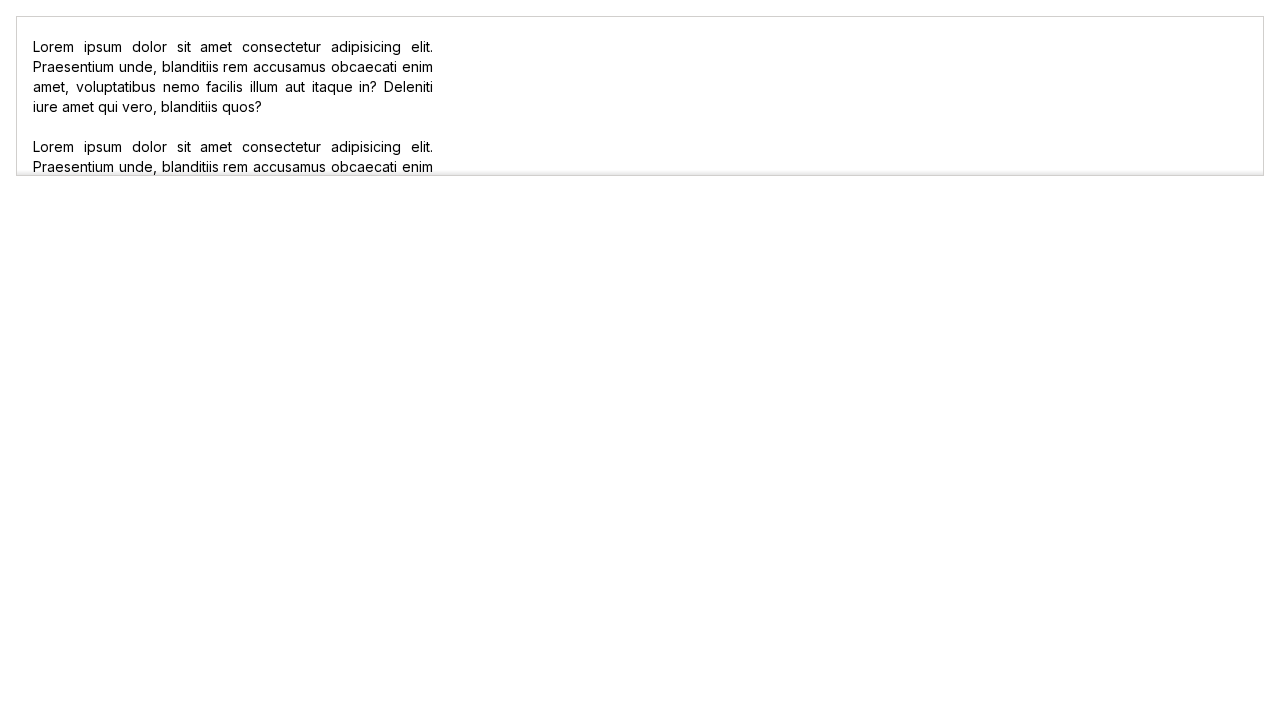 Lorem ipsum dolor sit amet consectetur adipisicing elit.
Praesentium unde, blanditiis rem accusamus obcaecati enim
amet, voluptatibus nemo facilis illum aut itaque in? Deleniti
iure amet qui vero, blanditiis quos?
Lorem ipsum dolor sit amet consectetur adipisicing elit.
Praesentium unde, blanditiis rem accusamus obcaecati enim